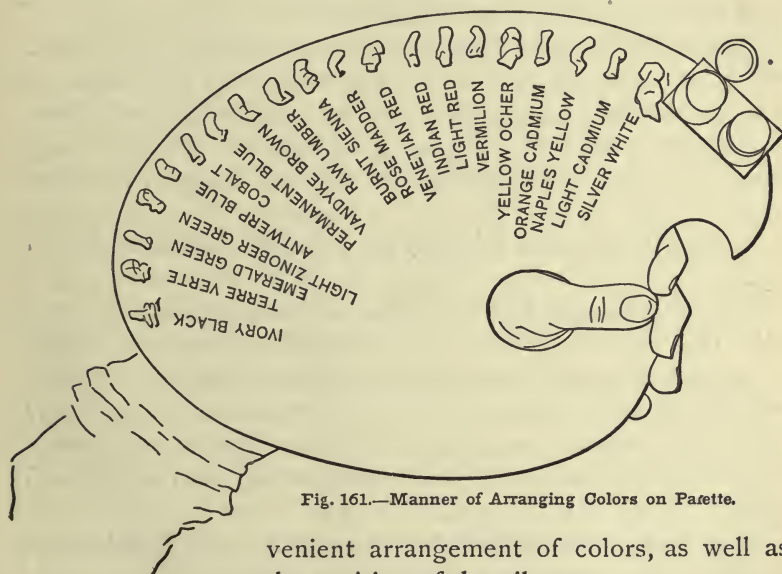 IVORY BLACK
TERRE VERTE
EMERALD GREEN
LIGHT ZINOBER GREEN
ANTWERP BLUE
COBALT
PERMANENT BLUE
VANDYKE BROWN
RAW UMBER
BURNT SIENNA
ROSE MADDER
VENETIAN RED
INDIAN RED
LIGHT RED
VERMILION
YELLOW OCHER
ORANGE CADMIUM
NAPLES YELLOW
LIGHT CADMIUM
SILVER WHITE
Fig. 161.—Manner of Arranging Colors on Palette.
venient arrangement of colors, as well as